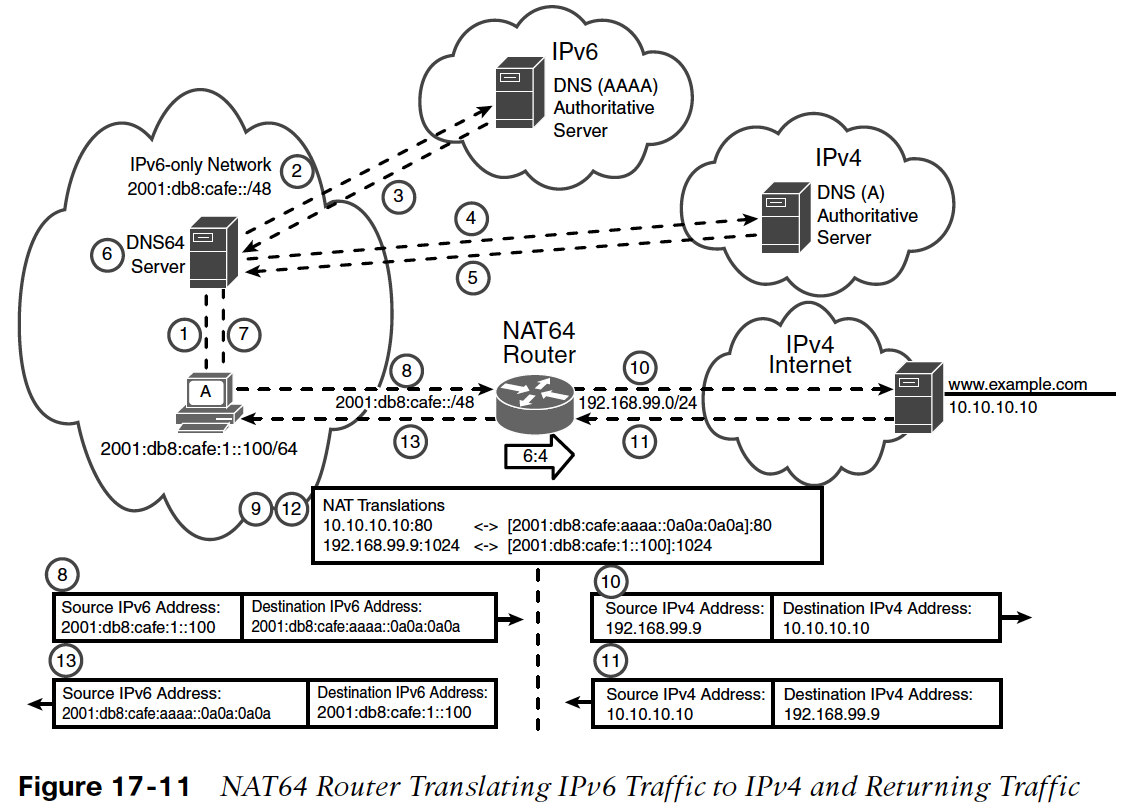 IPv6
DNS (AAAA)
Authoritative
Server
IPv4
DNS (A)
Authoritative
Server
IPv6-only Network
2001:db8:cafe::/48
2
3
4
5
6
DNS64
Server
1
7
A
2001:db8:cafe:1::100/64
NAT64
Router
8
2001:db8:cafe::/48
13
10
192.168.99.0/24
11
6:4
IPv4
Internet
www.example.com
10.10.10.10
9
12
NAT Translations
10.10.10.10:80 <-> [2001:db8:cafe:aaaa::0a0a:0a0a]:80
192.168.99.9:1024 <-> [2001:db8:cafe:1::100]:1024
8
Source IPv6 Address:
2001:db8:cafe:1::100
Destination IPv6 Address:
2001:db8:cafe:aaaa::0a0a:0a0a
10
Source IPv4 Address:
192.168.99.9
Destination IPv4 Address:
10.10.10.10
13
Source IPv6 Address:
2001:db8:cafe:aaaa::0a0a:0a0a
Destination IPv6 Address:
2001:db8:cafe:1::100
11
Source IPv4 Address:
10.10.10.10
Destination IPv4 Address:
192.168.99.9
Figure 17-11 NAT64 Router Translating IPv6 Traffic to IPv4 and Returning Traffic